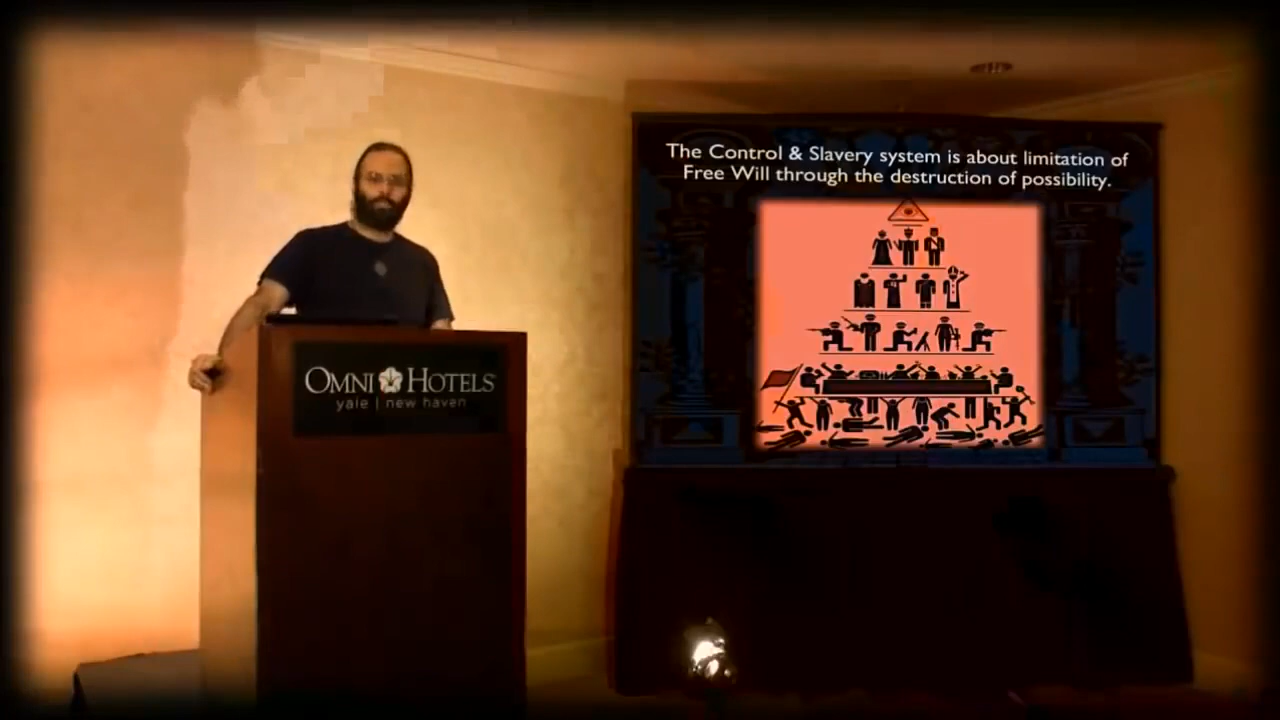 The Control & Slavery system is about limitation of
Free Will through the destruction of possibility.
OMNI HOTELS
yale | new haven